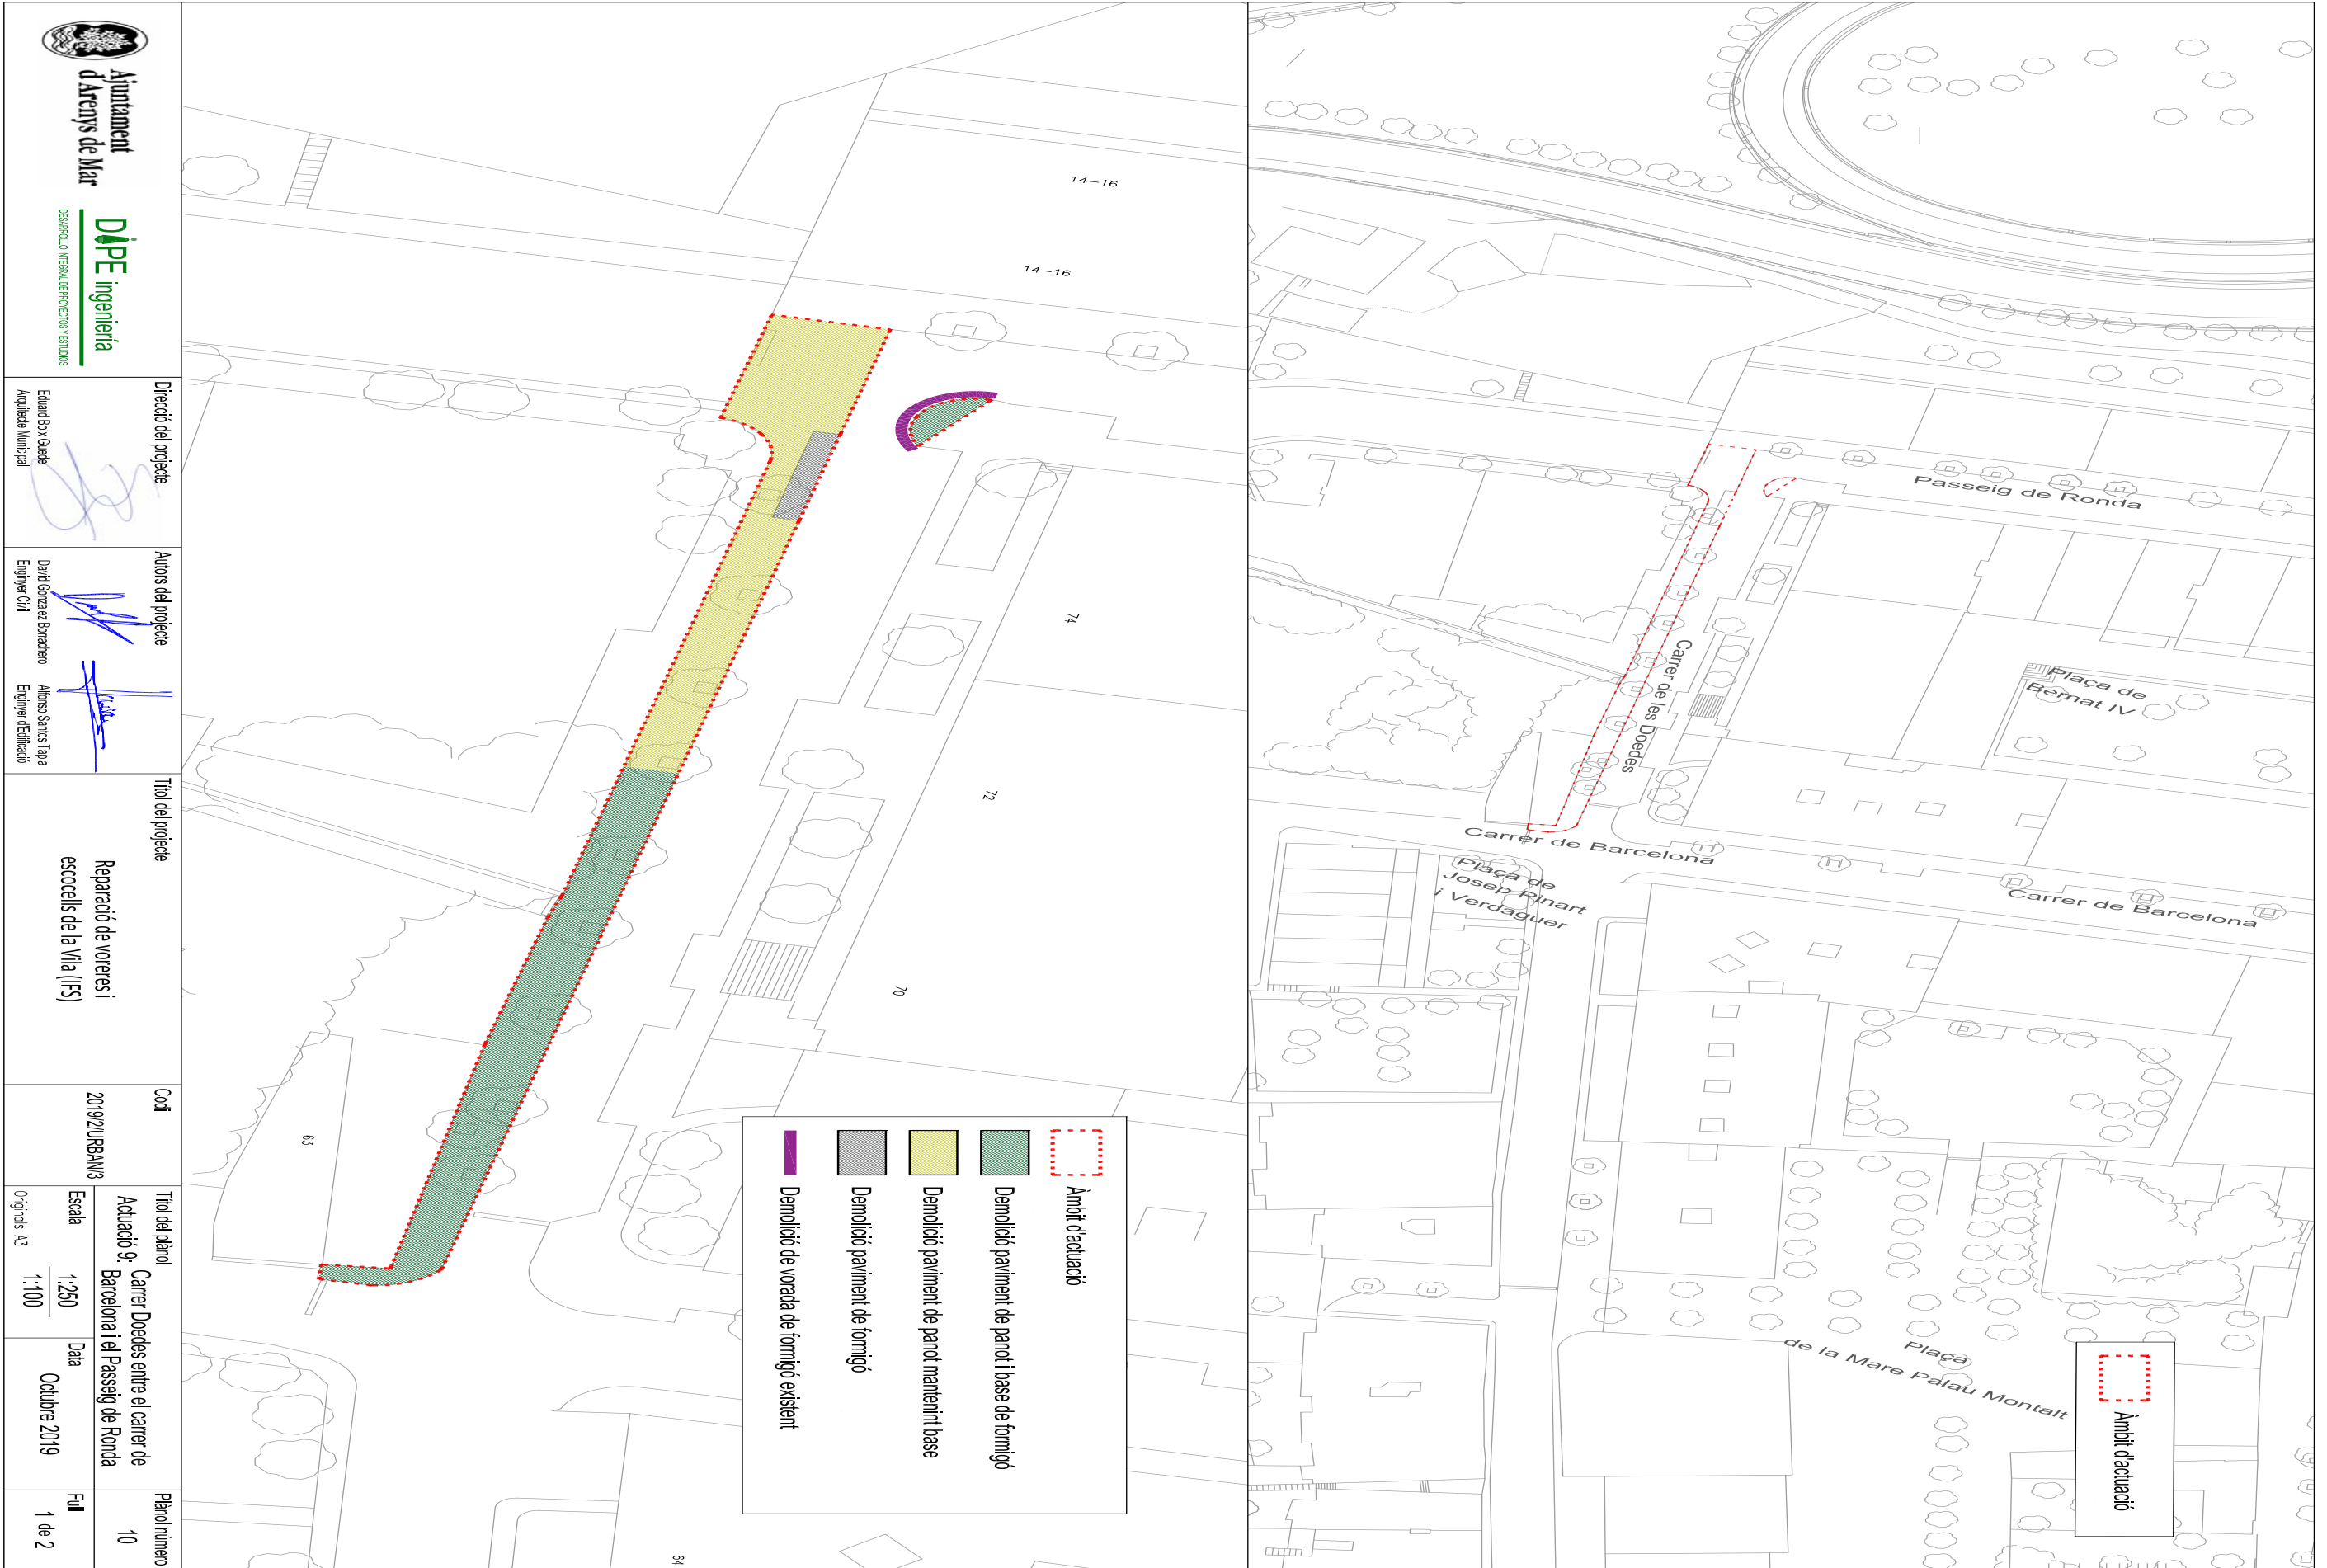 Passeig de Ronda
Carrer de les Doedes
Plaça de
Bernat IV
Carrer de Barcelona
Plaça de
Josep Pinart
i Verdaguer
Carrer de Barcelona
Plaça
de la Mare Palau Montalt
Àmbit d'actuació
14-16
14-16
74
72
70
63
64
Àmbit d'actuació
Demolició paviment de panot i base de formigó
Demolició paviment de panot mantenint base
Demolició paviment de formigó
Demolició de vorada de formigó existent
Ajuntament
d'Arenys de Mar
DIPE ingeniería
DESARROLLO INTEGRAL DE PROYECTOS Y ESTUDIOS
Direcció del projecte
Eduard Boix Guede
Arquitecte Municipal
Autors del projecte
David Gonzalez Borrachero
Enginyer Civil
Alfonso Santos Tapia
Enginyer d'Edificació
Títol del projecte
Reparació de voreres i
escocells de la Vila (IFS)
Codi
2019/2/URBAN/3
Títol del plànol
Actuació 9: Carrer Doedes entre el carrer de
Barcelona i el Passeig de Ronda
Plànol número
10
Escala
1:250
1:100
Originals A3
Data
Octubre 2019
Full
1 de 2